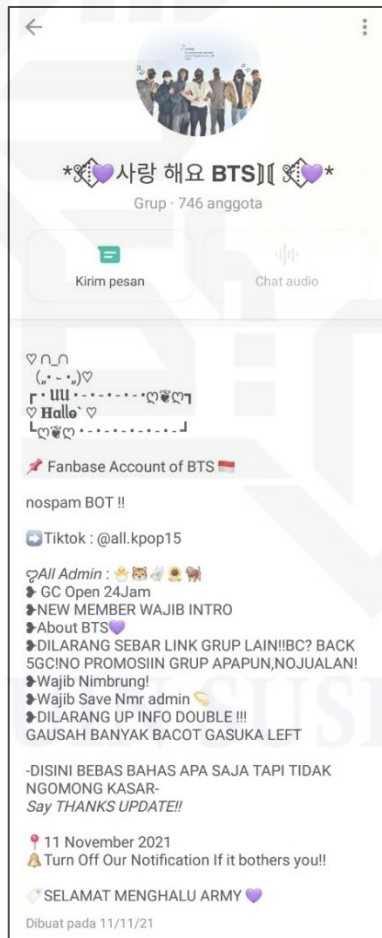 *💜사랑 해요 BTS】【 💜*
Grup · 746 anggota
Kirim pesan
Chat audio
♡ ∩_∩
(„• ֊ •„)♡
┏ • UU • - • - • - • - •ღ❦ღ┓
♡ Hallo` ♡
┗ღ❦ღ • - • - • - • - • - ┛
📌 Fanbase Account of BTS 🇮🇩
nospam BOT !!
➡️Tiktok : @all.kpop15
All Admin : 🐥🐯🐇🌻🐕‍🦺
❥ GC Open 24Jam
❥NEW MEMBER WAJIB INTRO
❥About BTS💜
❥DILARANG SEBAR LINK GRUP LAIN!!BC? BACK
5GC!NO PROMOSIIN GRUP APAPUN,NOJUALAN!
❥Wajib Nimbrung!
❥Wajib Save Nmr admin 💫
❥DILARANG UP INFO DOUBLE !!!
GAUSAH BANYAK BACOT GASUKA LEFT
-DISINI BEBAS BAHAS APA SAJA TAPI TIDAK
NGOMONG KASAR-
Say THANKS UPDATE!!
📍11 November 2021
🔔Turn Off Our Notification If it bothers you!!
🏷️SELAMAT MENGHALU ARMY 💜
Dibuat pada 11/11/21